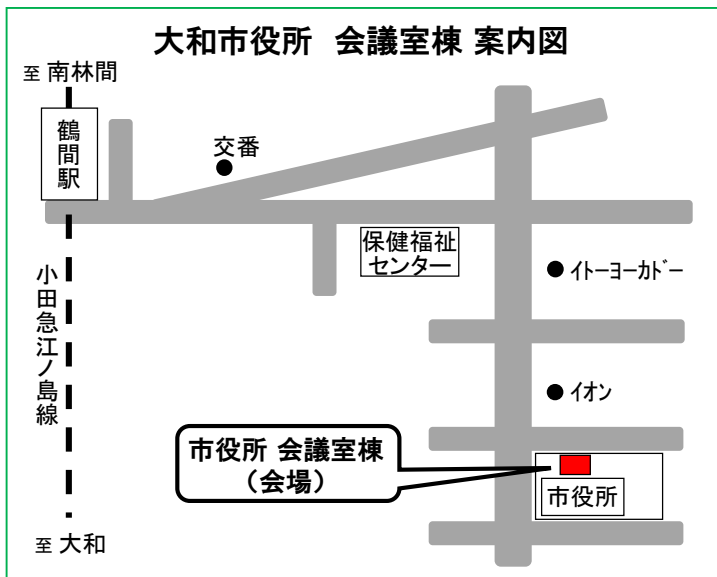 大和市役所 会議室棟 案内図
至 南林間
鶴間駅
交番
保健福祉
センター
ｲﾄｰﾖｰｶﾄﾞｰ
小田急江ノ島線
ｲｵﾝ
市役所 会議室棟
（会場）
市役所
至 大和